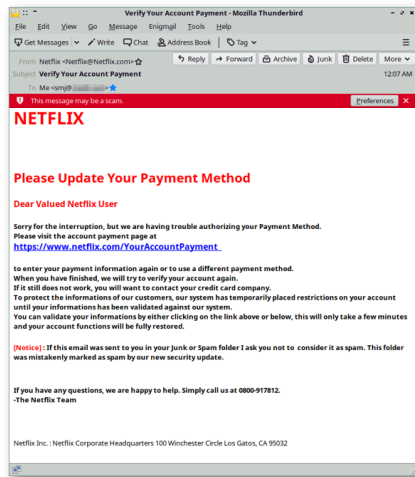 Verify Your Account Payment - Mozilla Thunderbird
File Edit View Go Message Enigmail Tools Help
Get Messages Write Chat Address Book Tag
From Netflix <Netflix@Netflix.com> Reply Forward Archive Junk Delete More
Subject Verify Your Account Payment 12:07 AM
To Me <smj@ >
This message may be a scam. Preferences
NETFLIX
Please Update Your Payment Method
Dear Valued Netflix User
Sorry for the interruption, but we are having trouble authorizing your Payment Method.
Please visit the account payment page at
https://www.netflix.com/YourAccountPayment
to enter your payment information again or to use a different payment method.
When you have finished, we will try to verify your account again.
If it still does not work, you will want to contact your credit card company.
To protect the informations of our customers, our system has temporarily placed restrictions on your account
until your informations has been validated against our system.
You can validate your informations by either clicking on the link above or below, this will only take a few minutes
and your account functions will be fully restored.
[Notice] : If this email was sent to you in your Junk or Spam folder I ask you not to consider it as spam. This folder
was mistakenly marked as spam by our new security update.
If you have any questions, we are happy to help. Simply call us at 0800-917812.
-The Netflix Team
Netflix Inc. : Netflix Corporate Headquarters 100 Winchester Circle Los Gatos, CA 95032